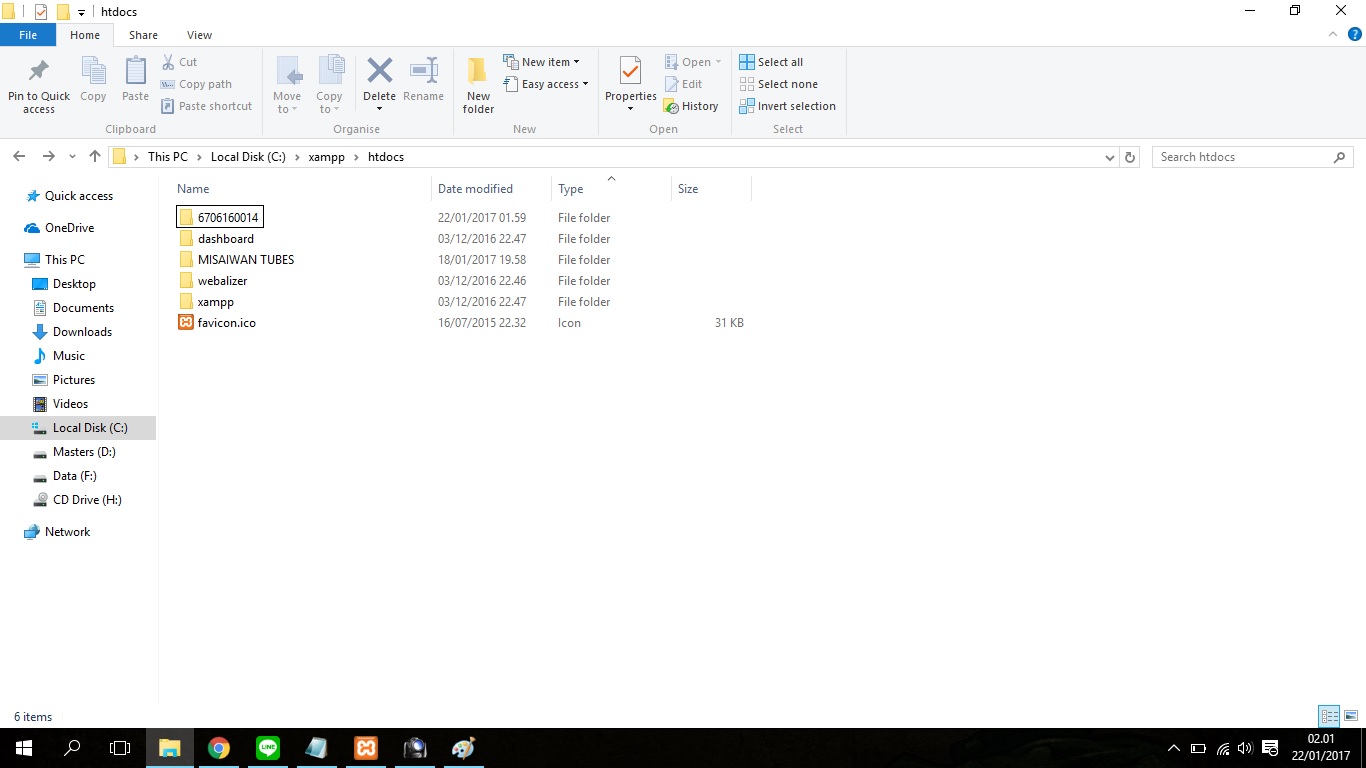 htdocs
File Home Share View
Pin to Quick access
Copy
Paste
Cut
Copy path
Paste shortcut
Clipboard
Move to
Copy to
Delete
Rename
Organise
New folder
New item
Easy access
New
Properties
Open
Edit
History
Open
Select all
Select none
Invert selection
Select
This PC Local Disk (C:) xampp htdocs
Search htdocs
Quick access
OneDrive
This PC
Desktop
Documents
Downloads
Music
Pictures
Videos
Local Disk (C:)
Masters (D:)
Data (F:)
CD Drive (H:)
Network
Name Date modified Type Size
6706160014 22/01/2017 01.59 File folder
dashboard 03/12/2016 22.47 File folder
MISAIWAN TUBES 18/01/2017 19.58 File folder
webalizer 03/12/2016 22.46 File folder
xampp 03/12/2016 22.47 File folder
favicon.ico 16/07/2015 22.32 Icon 31 KB
6 items
LINE
02.01
22/01/2017